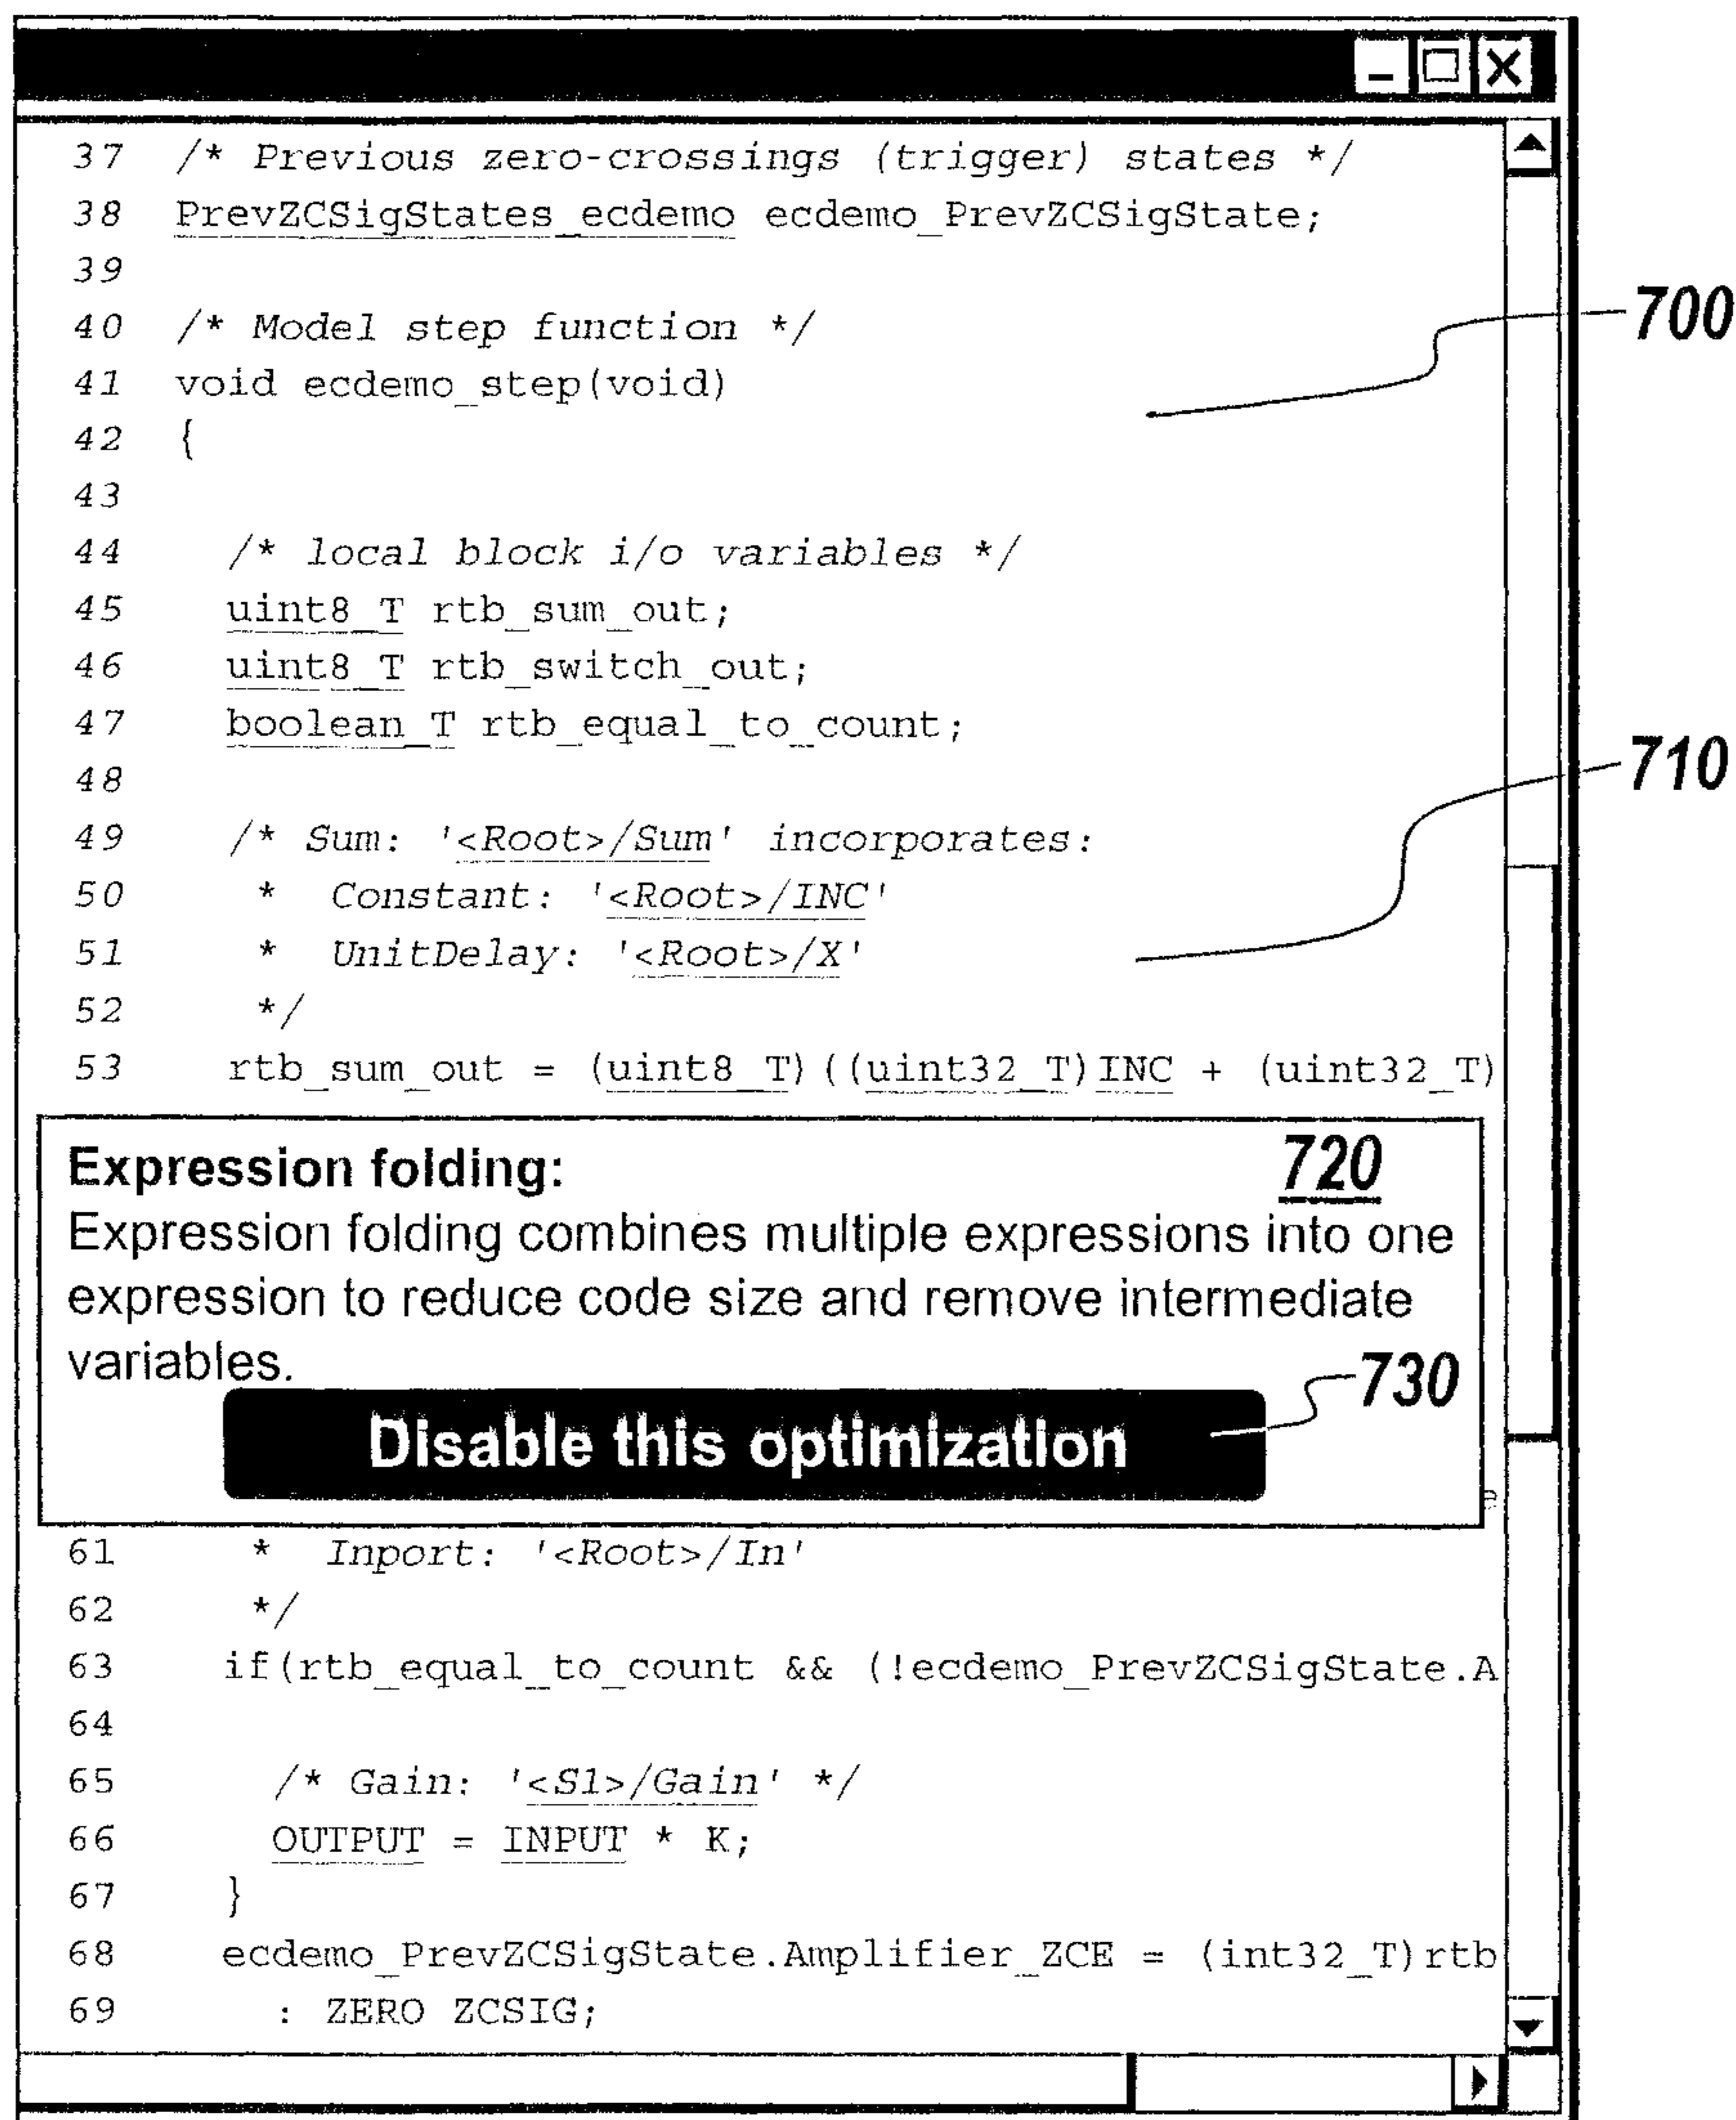 37 /* Previous zero-crossings (trigger) states */
38 PrevZCSigStates_ecdemo ecdemo_PrevZCSigState;
39
40 /* Model step function */
700
41 void ecdemo_step(void)
42 {
43
44 /* local block i/o variables */
45 uint8_T rtb_sum_out;
46 uint8_T rtb_switch_out;
47 boolean_T rtb_equal_to_count;
710
48
49 /* Sum: '<Root>/Sum' incorporates:
50 * Constant: '<Root>/INC'
51 * UnitDelay: '<Root>/X'
52 */
53 rtb_sum_out = (uint8_T)((uint32_T)INC + (uint32_T)
Expression folding: 720
Expression folding combines multiple expressions into one
expression to reduce code size and remove intermediate
variables.
730
Disable this optimization
61 * Inport: '<Root>/In'
62 */
63 if(rtb_equal_to_count && (!ecdemo_PrevZCSigState.A
64
65 /* Gain: '<S1>/Gain' */
66 OUTPUT = INPUT * K;
67 }
68 ecdemo_PrevZCSigState.Amplifier_ZCE = (int32_T)rtb
69 : ZERO ZCSIG;